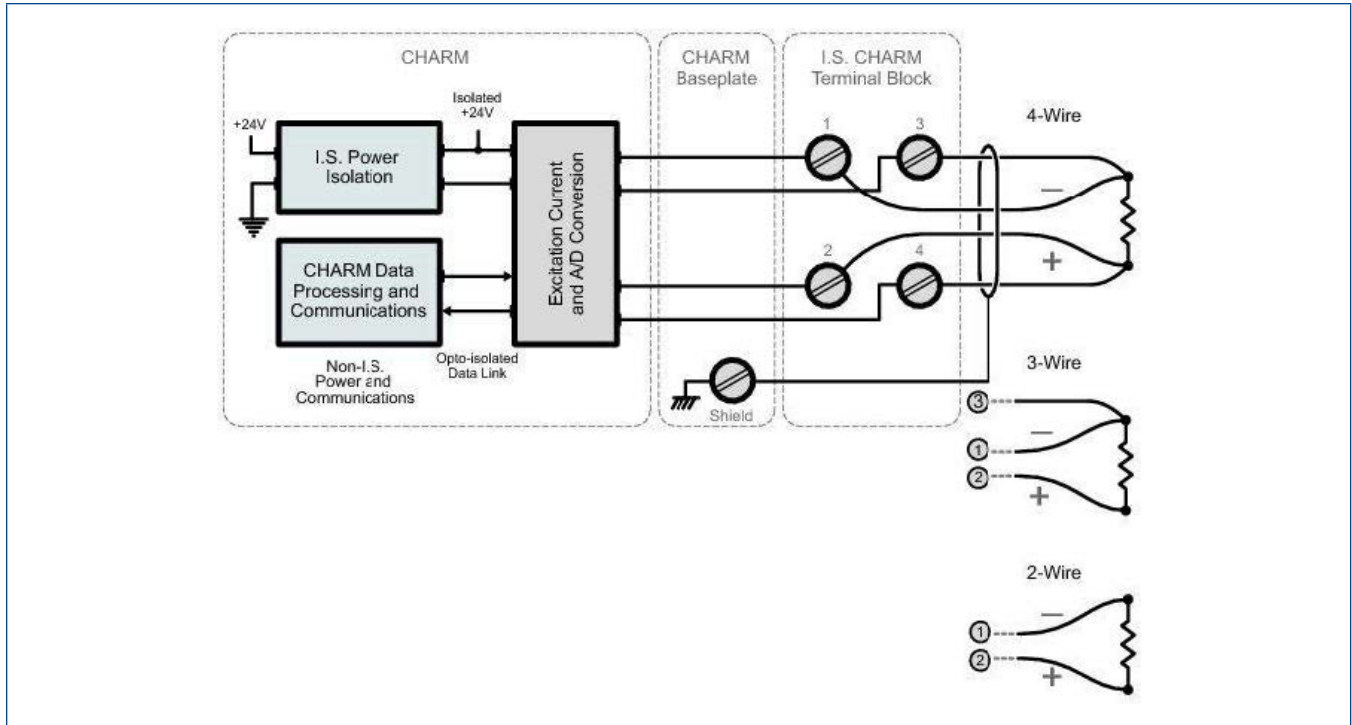 CHARM
CHARM
Baseplate
I.S. CHARM
Terminal Block
4-Wire
+24V
Isolated
+24V
I.S. Power
Isolation
Excitation Current
and A/D Conversion
1
3
—
+
2
4
CHARM Data
Processing and
Communications
Opto-isolated
Data Link
Non-I.S.
Power and
Communications
Shield
3-Wire
3
—
1
2
+
2-Wire
—
1
2
+